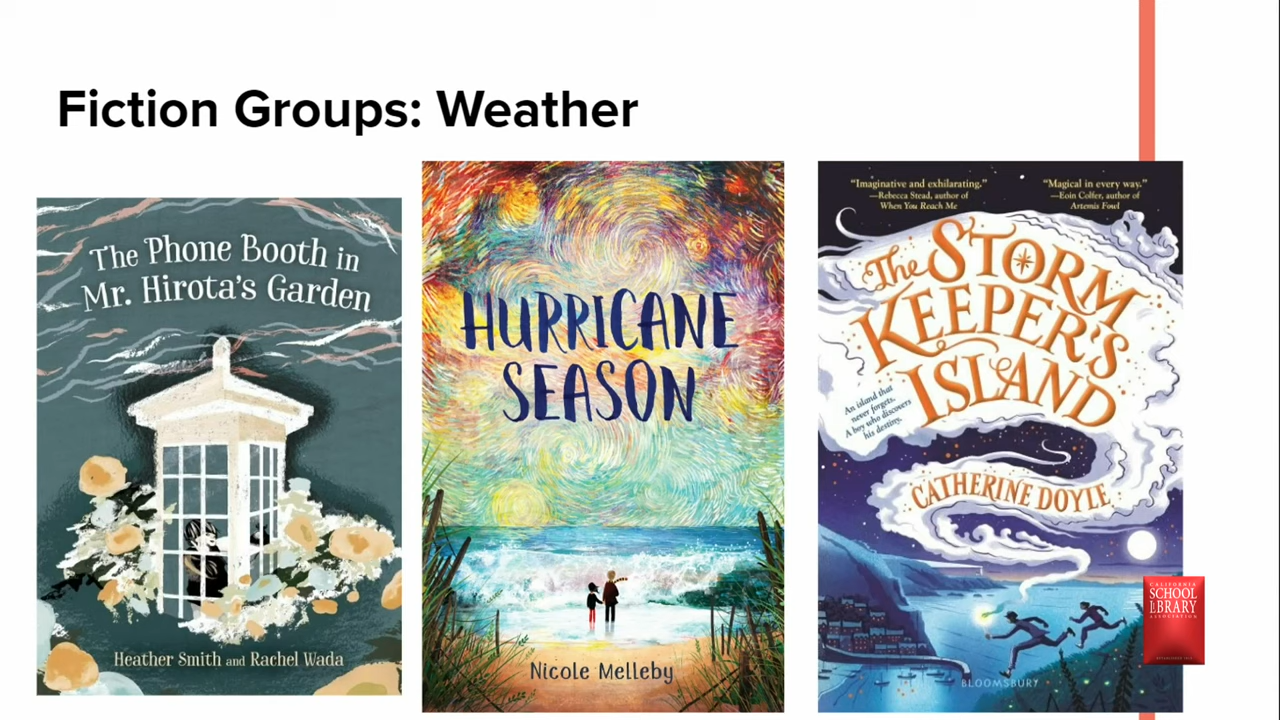 Fiction Groups: Weather
The Phone Booth in
Mr. Hirota's Garden
Heather Smith and Rachel Wada
HURRICANE
SEASON
Nicole Melleby
"Imaginative and exhilarating."
—Rebecca Stead, author of
When You Reach Me
"Magical in every way."
—Eoin Colfer, author of
Artemis Fowl
The STORM
KEEPER'S
ISLAND
An island that
never forgets.
A boy who discovers
his destiny.
CATHERINE DOYLE
BLOOMSBURY
CALIFORNIA
SCHOOL
LIBRARY
ASSOCIATION